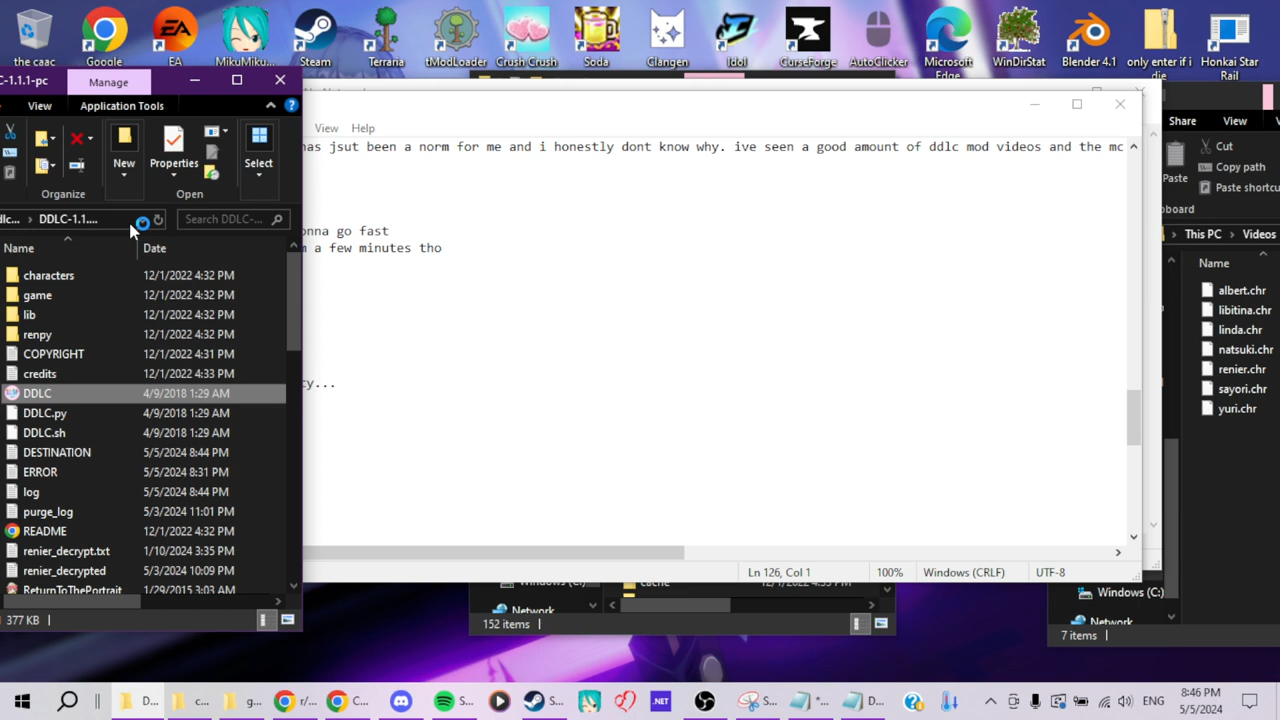 the caac
Google
EA
MikuMiku...
Steam
Terraria
tModLoader
Crush Crush
Soda
Clangen
Idol
CurseForge
AutoClicker
Microsoft Edge
WinDirStat
Blender 4.1
only enter if i die
Honkai Star Rail
C-1.1.1-pc
Manage
View
Application Tools
New
Properties
Select
Organize
Open
dlc...
DDLC-1.1....
Search DDLC-...
Name
Date
characters 12/1/2022 4:32 PM
game 12/1/2022 4:32 PM
lib 12/1/2022 4:32 PM
renpy 12/1/2022 4:32 PM
COPYRIGHT 12/1/2022 4:31 PM
credits 12/1/2022 4:33 PM
DDLC 4/9/2018 1:29 AM
DDLC.py 4/9/2018 1:29 AM
DDLC.sh 4/9/2018 1:29 AM
DESTINATION 5/5/2024 8:44 PM
ERROR 5/5/2024 8:31 PM
log 5/5/2024 8:44 PM
purge_log 5/3/2024 11:01 PM
README 12/1/2022 4:32 PM
renier_decrypt.txt 1/10/2024 3:35 PM
renier_decrypted 5/3/2024 10:09 PM
ReturnToThePortrait 1/29/2015 3:03 AM
377 KB
View Help
has jsut been a norm for me and i honestly dont know why. ive seen a good amount of ddlc mod videos and the mc
onna go fast
a few minutes tho
cy...
Ln 126, Col 1
100%
Windows (CRLF)
UTF-8
Windows (C:)
cache
12/1/2022 4:33 PM
Network
152 items
Share
View
Paste
Cut
Copy path
Paste shortcu
pboard
This PC
Videos
Name
albert.chr
libitina.chr
linda.chr
natsuki.chr
renier.chr
sayori.chr
yuri.chr
Windows (C:)
Network
7 items
D...
c...
g...
r/...
C...
S...
S...
.NET
S...
*...
D...
ENG
8:46 PM
5/5/2024